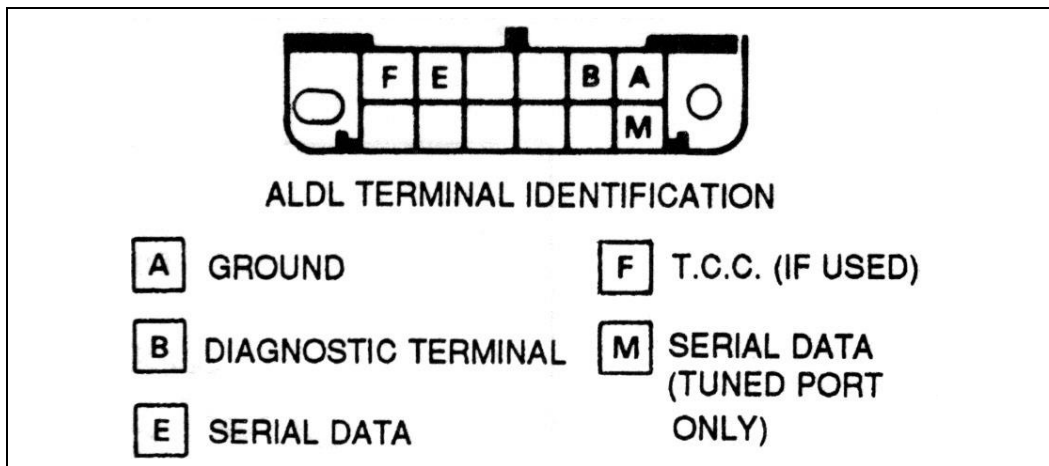 F E B A
M
ALDL TERMINAL IDENTIFICATION
A GROUND
B DIAGNOSTIC TERMINAL
E SERIAL DATA
F T.C.C. (IF USED)
M SERIAL DATA
(TUNED PORT
ONLY)